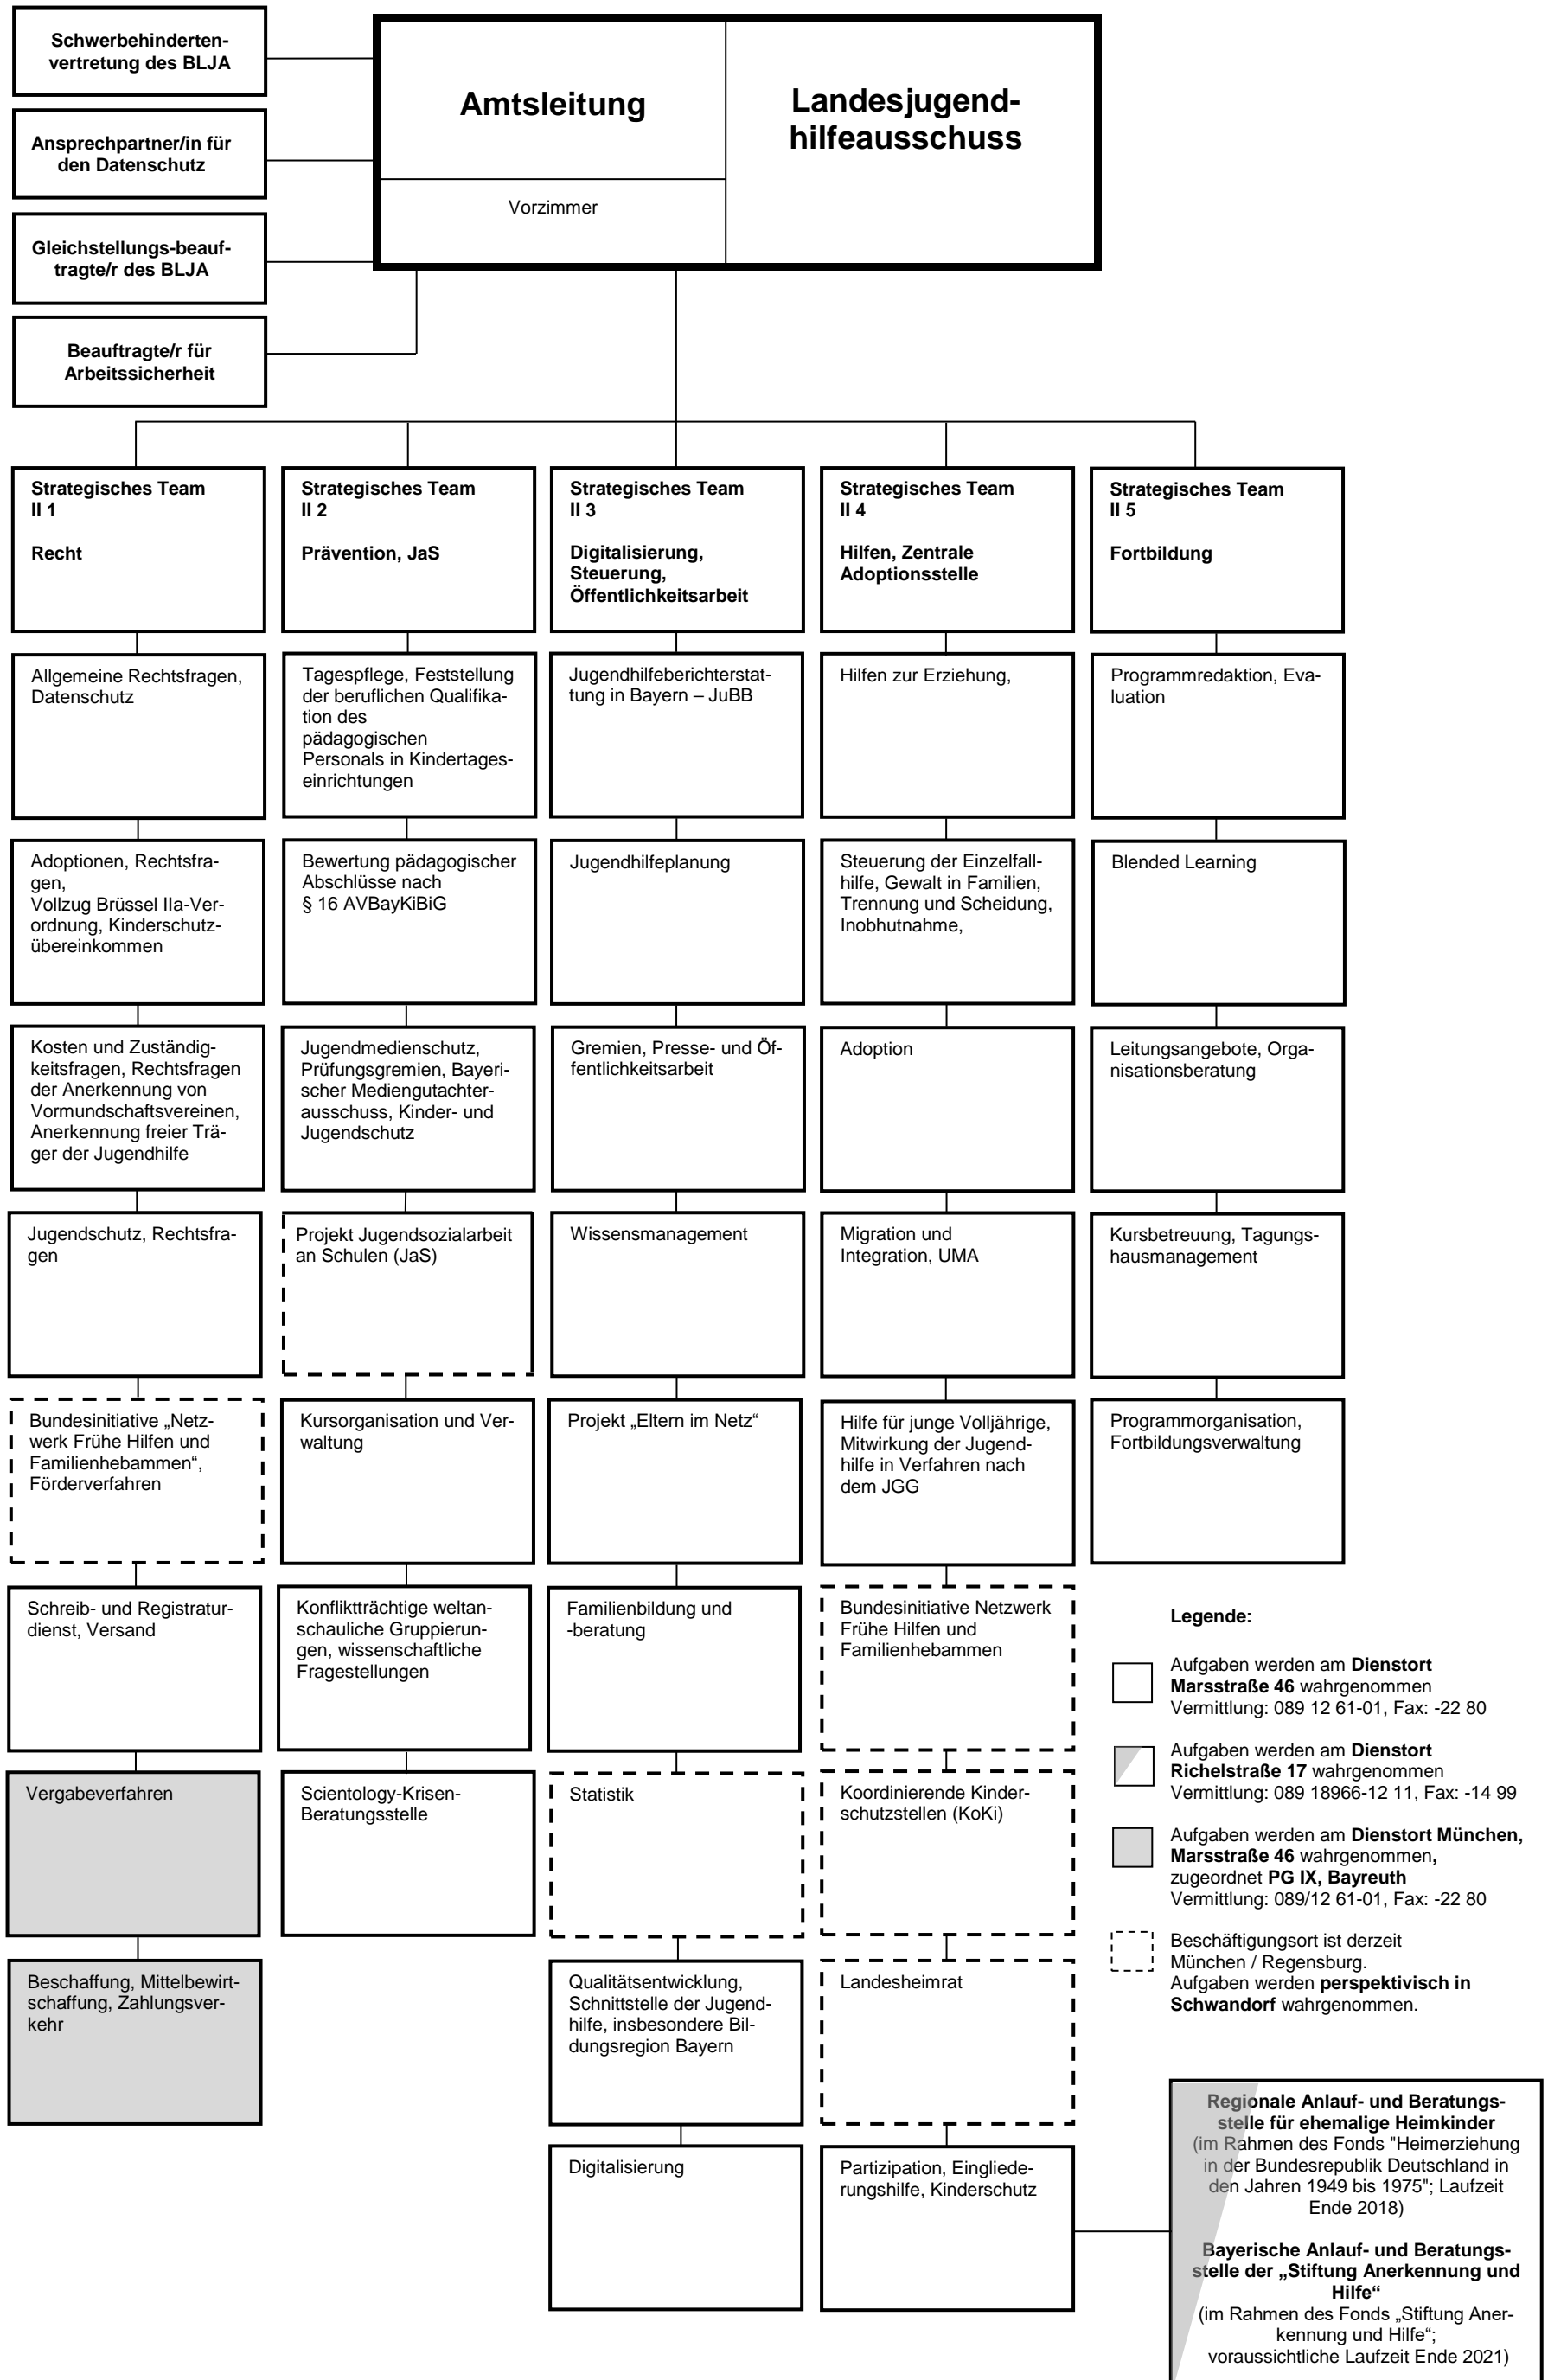 Schwerbehinderten-
vertretung des BLJA
Ansprechpartner/in für
den Datenschutz
Gleichstellungs-beauf-
tragte/r des BLJA
Beauftragte/r für
Arbeitssicherheit
Amtsleitung
Vorzimmer
Landesjugend-
hilfeausschuss
Strategisches Team
II 1
Recht
Allgemeine Rechtsfragen,
Datenschutz
Adoptionen, Rechtsfra-
gen,
Vollzug Brüssel IIa-Ver-
ordnung, Kinderschutz-
übereinkommen
Kosten und Zuständig-
keitsfragen, Rechtsfragen
der Anerkennung von
Vormundschaftsvereinen,
Anerkennung freier Trä-
ger der Jugendhilfe
Jugendschutz, Rechtsfra-
gen
Bundesinitiative „Netz-
werk Frühe Hilfen und
Familienhebammen“,
Förderverfahren
Schreib- und Registratur-
dienst, Versand
Vergabeverfahren
Beschaffung, Mittelbewirt-
schaffung, Zahlungsver-
kehr
Strategisches Team
II 2
Prävention, JaS
Tagespflege, Feststellung
der beruflichen Qualifika-
tion des
pädagogischen
Personals in Kindertages-
einrichtungen
Bewertung pädagogischer
Abschlüsse nach
§ 16 AVBayKiBiG
Jugendmedienschutz,
Prüfungsgremien, Bayeri-
scher Mediengutachter-
ausschuss, Kinder- und
Jugendschutz
Projekt Jugendsozialarbeit
an Schulen (JaS)
Kursorganisation und Ver-
waltung
Konfliktträchtige weltan-
schauliche Gruppierun-
gen, wissenschaftliche
Fragestellungen
Scientology-Krisen-
Beratungsstelle
Strategisches Team
II 3
Digitalisierung,
Steuerung,
Öffentlichkeitsarbeit
Jugendhilfeberichterstat-
tung in Bayern – JuBB
Jugendhilfeplanung
Gremien, Presse- und Öf-
fentlichkeitsarbeit
Wissensmanagement
Projekt „Eltern im Netz“
Familienbildung und
-beratung
Statistik
Qualitätsentwicklung,
Schnittstelle der Jugend-
hilfe, insbesondere Bil-
dungsregion Bayern
Digitalisierung
Strategisches Team
II 4
Hilfen, Zentrale
Adoptionsstelle
Hilfen zur Erziehung,
Steuerung der Einzelfall-
hilfe, Gewalt in Familien,
Trennung und Scheidung,
Inobhutnahme,
Adoption
Migration und
Integration, UMA
Hilfe für junge Volljährige,
Mitwirkung der Jugend-
hilfe in Verfahren nach
dem JGG
Bundesinitiative Netzwerk
Frühe Hilfen und
Familienhebammen
Koordinierende Kinder-
schutzstellen (KoKi)
Landesheimrat
Partizipation, Eingliede-
rungshilfe, Kinderschutz
Strategisches Team
II 5
Fortbildung
Programmredaktion, Eva-
luation
Blended Learning
Leitungsangebote, Orga-
nisationsberatung
Kursbetreuung, Tagungs-
hausmanagement
Programmorganisation,
Fortbildungsverwaltung
Legende:
Aufgaben werden am Dienstort
Marsstraße 46 wahrgenommen
Vermittlung: 089 12 61-01, Fax: -22 80
Aufgaben werden am Dienstort
Richelstraße 17 wahrgenommen
Vermittlung: 089 18966-12 11, Fax: -14 99
Aufgaben werden am Dienstort München,
Marsstraße 46 wahrgenommen,
zugeordnet PG IX, Bayreuth
Vermittlung: 089/12 61-01, Fax: -22 80
Beschäftigungsort ist derzeit
München / Regensburg.
Aufgaben werden perspektivisch in
Schwandorf wahrgenommen.
Regionale Anlauf- und Beratungs-
stelle für ehemalige Heimkinder
(im Rahmen des Fonds "Heimerziehung
in der Bundesrepublik Deutschland in
den Jahren 1949 bis 1975"; Laufzeit
Ende 2018)
Bayerische Anlauf- und Beratungs-
stelle der „Stiftung Anerkennung und
Hilfe“
(im Rahmen des Fonds „Stiftung Aner-
kennung und Hilfe“;
voraussichtliche Laufzeit Ende 2021)